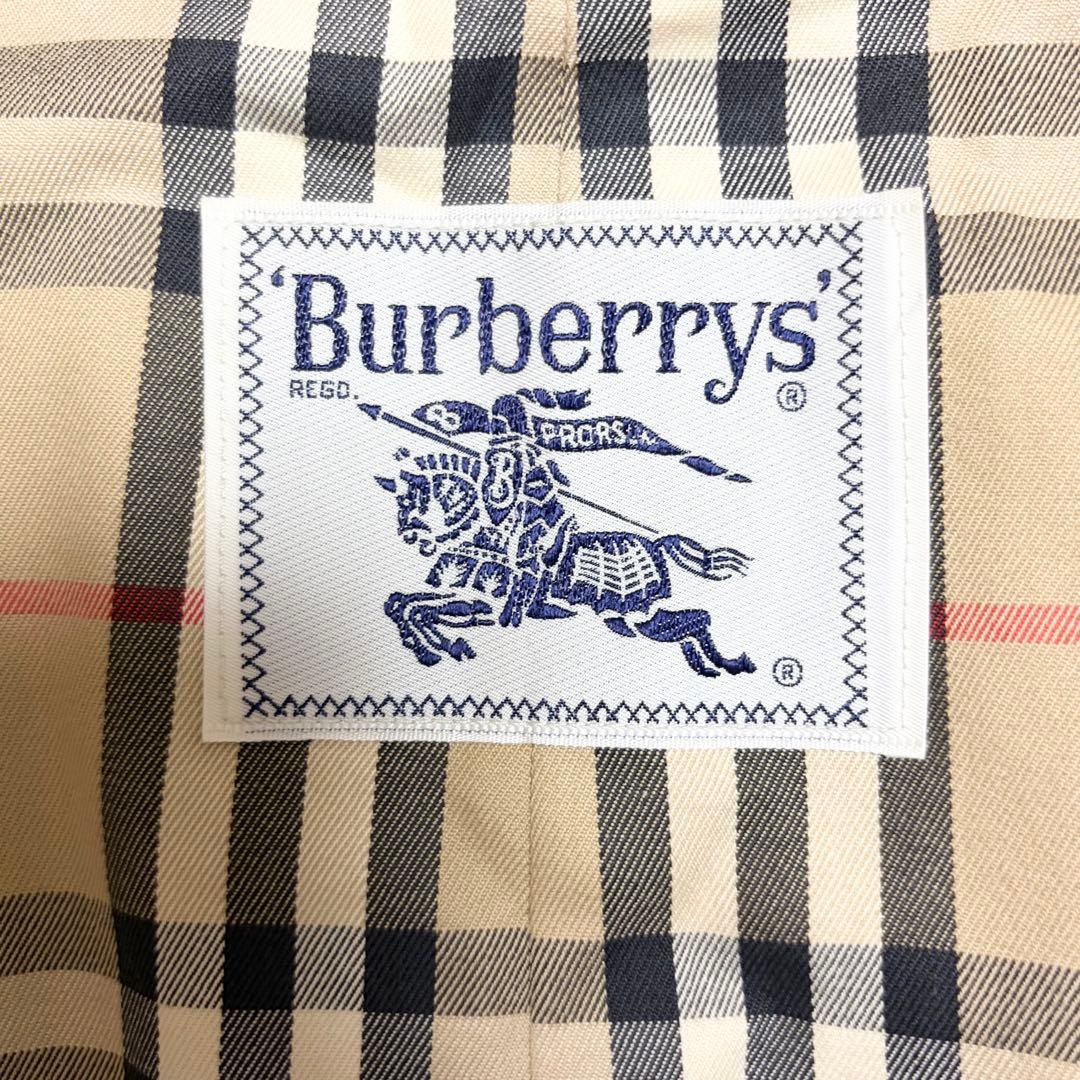 'Burberrys'
REGD. ®
B PRORSUM
®